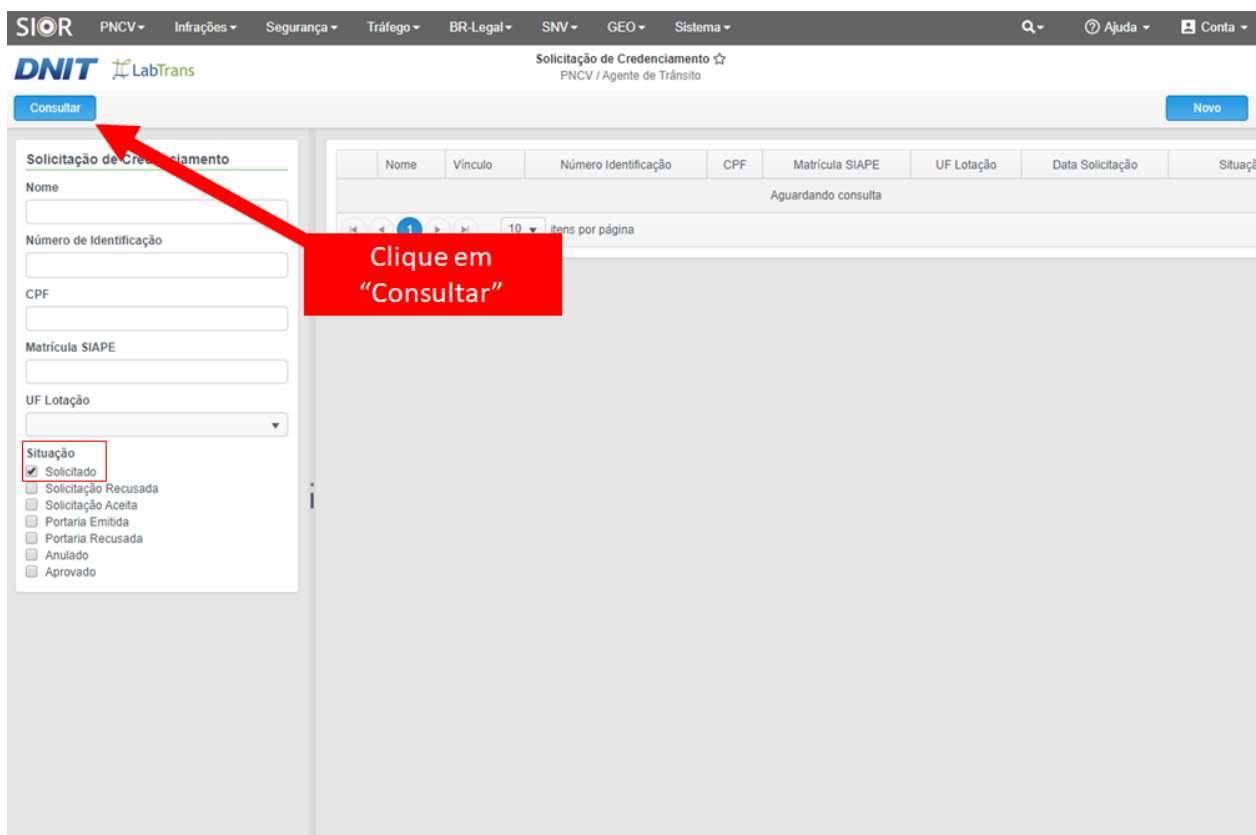 SIOR PNCV Infrações Segurança Tráfego BR-Legal SNV GEO Sistema Ajuda Conta
DNIT LabTrans
Solicitação de Credenciamento
PNCV / Agente de Trânsito
Consultar Novo
Solicitação de Credenciamento
Nome
Número de Identificação
CPF
Matrícula SIAPE
UF Lotação
Situação
Solicitado
Solicitação Recusada
Solicitação Aceita
Portaria Emitida
Portaria Recusada
Anulado
Aprovado
Nome Vínculo Número Identificação CPF Matrícula SIAPE UF Lotação Data Solicitação Situaçã
Aguardando consulta
1 10 itens por página
Clique em
“Consultar”